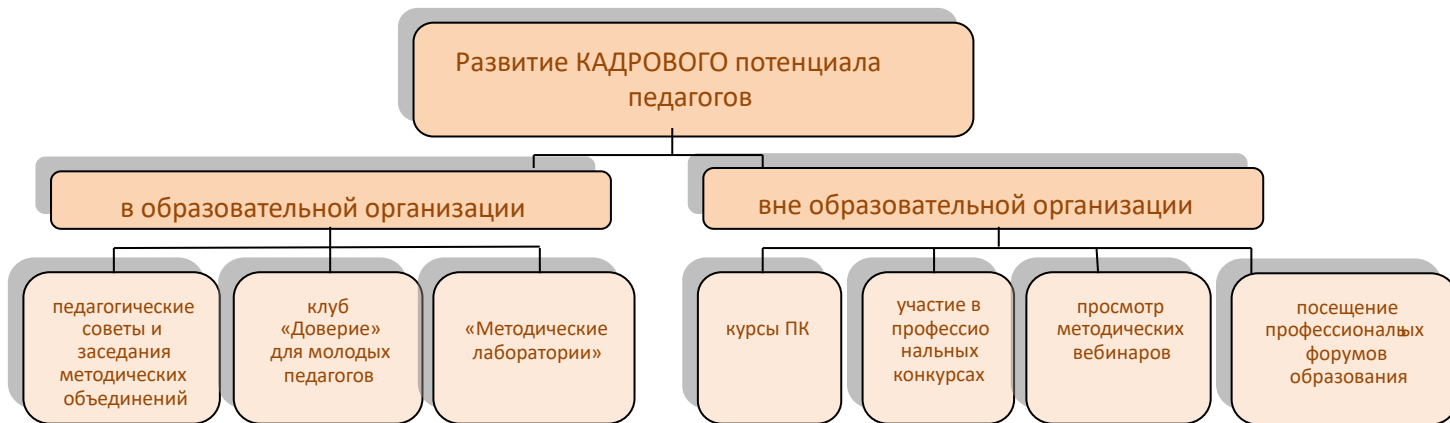 Развитие КАДРОВОГО потенциала
педагогов
в образовательной организации
вне образовательной организации
педагогические
советы и
заседания
методических
объединений
клуб
«Доверие»
для молодых
педагогов
«Методические
лаборатории»
курсы ПК
участие в
профессио
нальных
конкурсах
просмотр
методических
вебинаров
посещение
профессиональных
форумов
образования